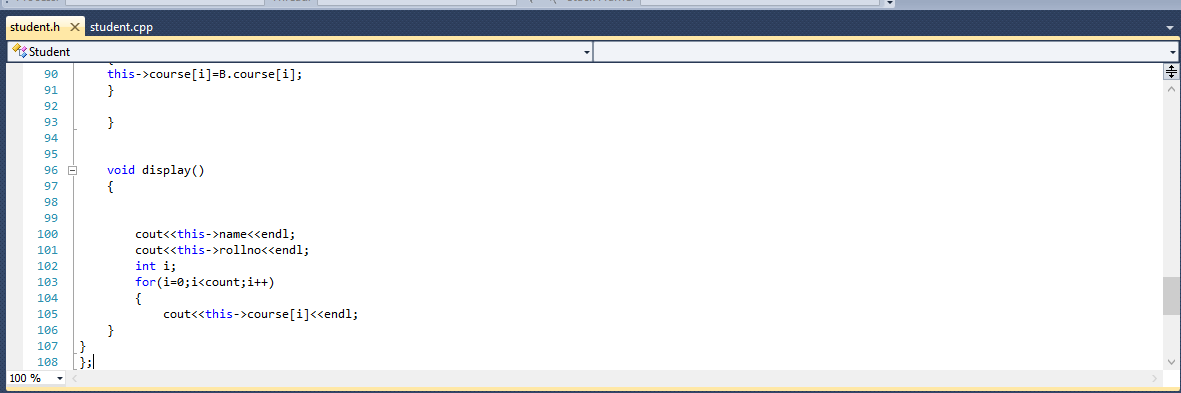 student.h student.cpp
Student
{
90 this->course[i]=B.course[i];
91 }
92
93 }
94
95
96 void display()
97 {
98
99
100 cout<<this->name<<endl;
101 cout<<this->rollno<<endl;
102 int i;
103 for(i=0;i<count;i++)
104 {
105 cout<<this->course[i]<<endl;
106 }
107 }
108 };
100 %